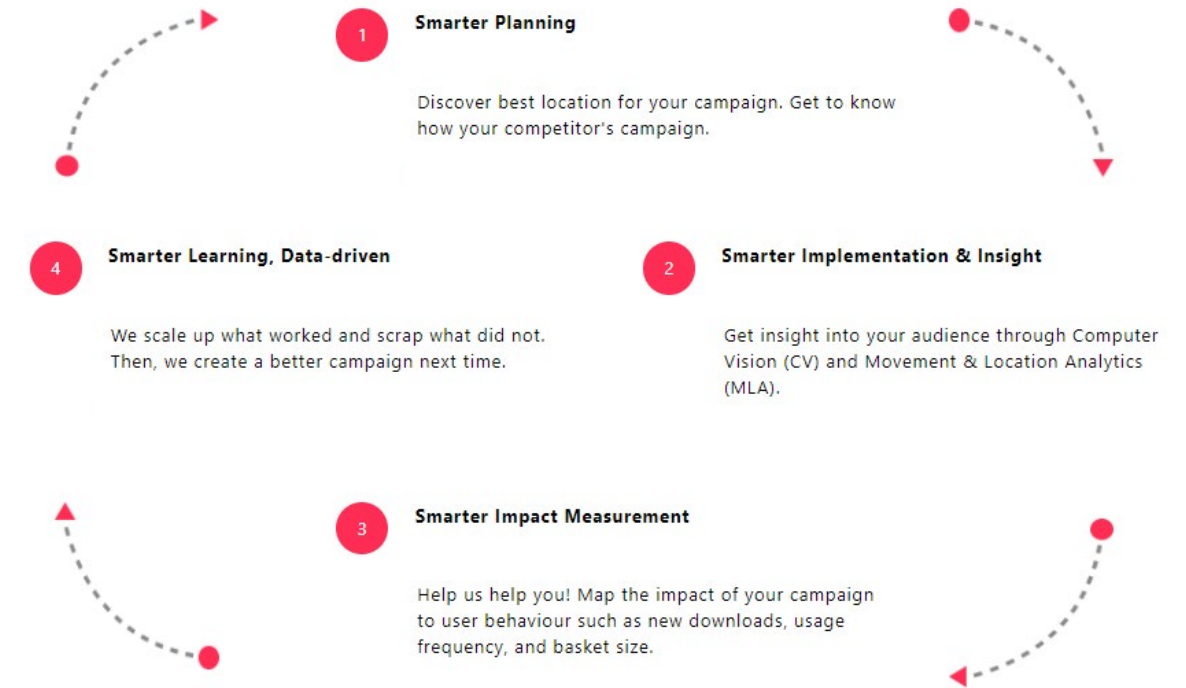 1
Smarter Planning
Discover best location for your campaign. Get to know
how your competitor's campaign.
2
Smarter Implementation & Insight
Get insight into your audience through Computer
Vision (CV) and Movement & Location Analytics
(MLA).
3
Smarter Impact Measurement
Help us help you! Map the impact of your campaign
to user behaviour such as new downloads, usage
frequency, and basket size.
4
Smarter Learning, Data-driven
We scale up what worked and scrap what did not.
Then, we create a better campaign next time.